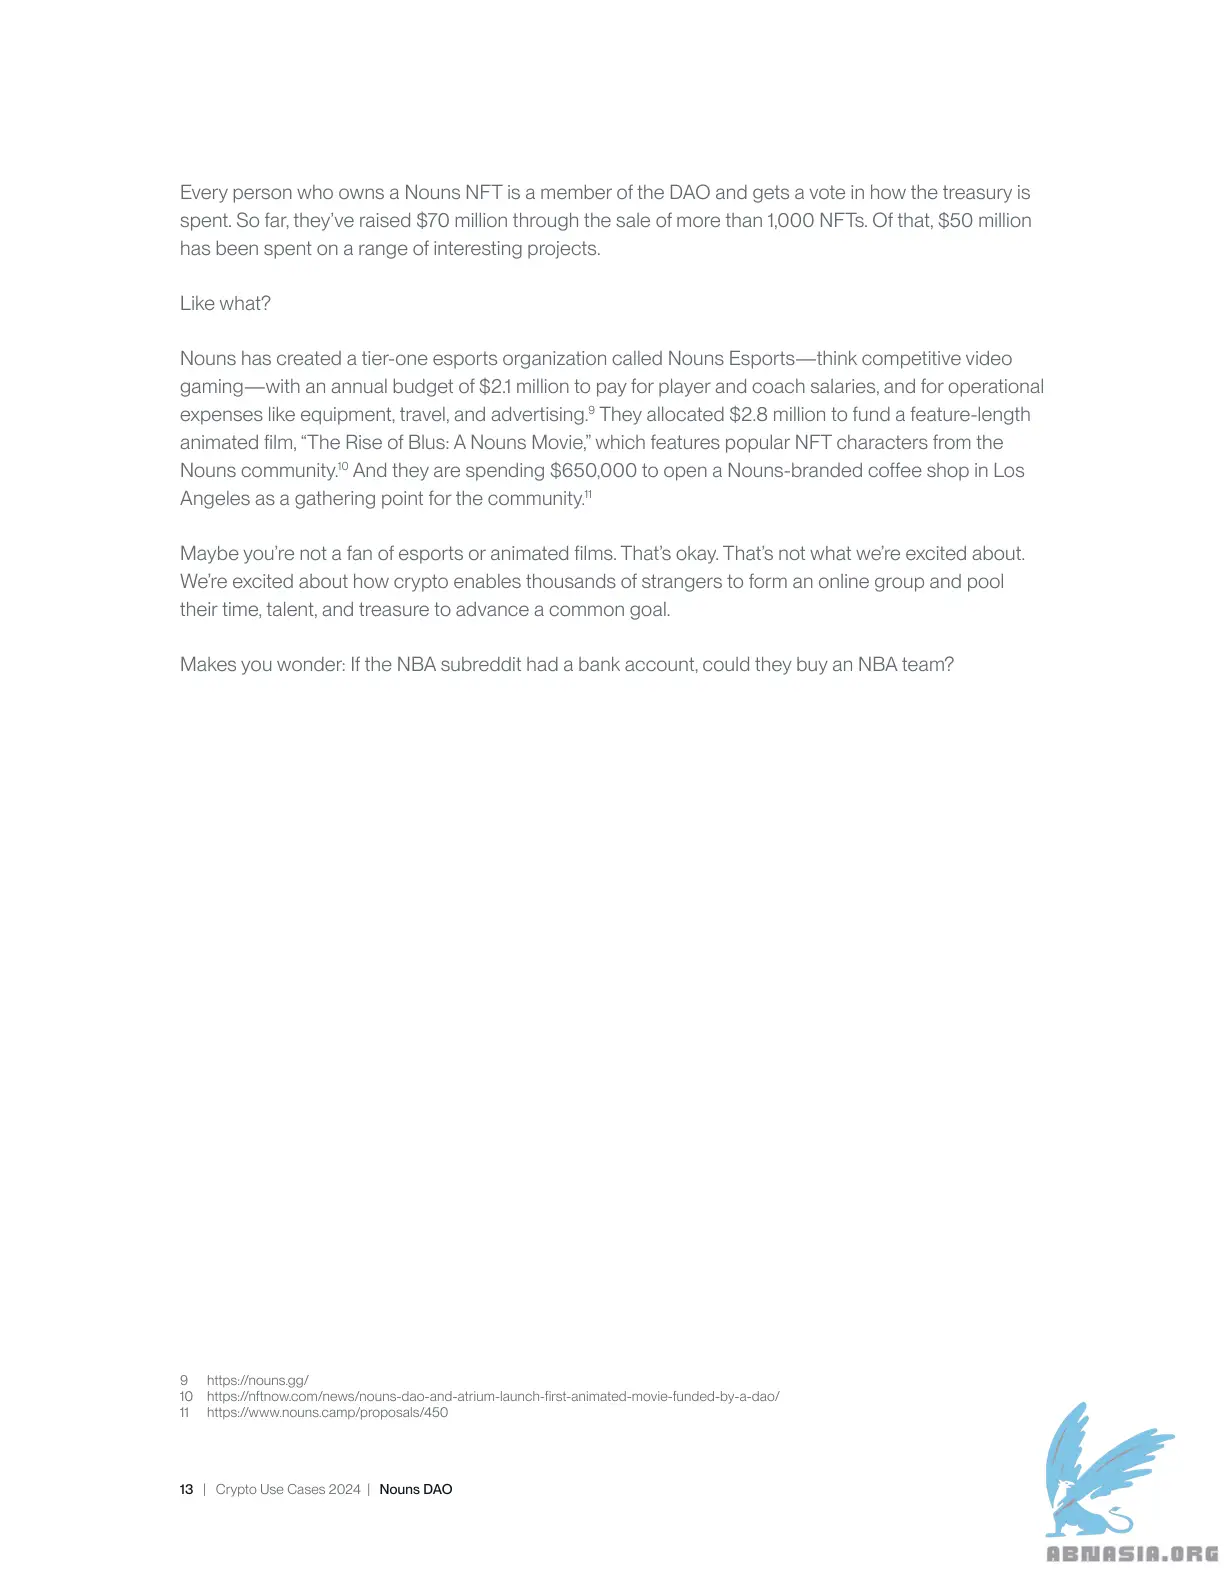 Every person who owns a Nouns NFT is a member of the DAO and gets a vote in how the treasury is
spent. So far, they’ve raised $70 million through the sale of more than 1,000 NFTs. Of that, $50 million
has been spent on a range of interesting projects.
Like what?
Nouns has created a tier-one esports organization called Nouns Esports—think competitive video
gaming—with an annual budget of $2.1 million to pay for player and coach salaries, and for operational
expenses like equipment, travel, and advertising.⁹ They allocated $2.8 million to fund a feature-length
animated film, “The Rise of Blus: A Nouns Movie,” which features popular NFT characters from the
Nouns community.¹⁰ And they are spending $650,000 to open a Nouns-branded coffee shop in Los
Angeles as a gathering point for the community.¹¹
Maybe you’re not a fan of esports or animated films. That’s okay. That’s not what we’re excited about.
We’re excited about how crypto enables thousands of strangers to form an online group and pool
their time, talent, and treasure to advance a common goal.
Makes you wonder: If the NBA subreddit had a bank account, could they buy an NBA team?
9 https://nouns.gg/
10 https://nftnow.com/news/nouns-dao-and-atrium-launch-first-animated-movie-funded-by-a-dao/
11 https://www.nouns.camp/proposals/450
13 | Crypto Use Cases 2024 | Nouns DAO
ABNASIA.ORG